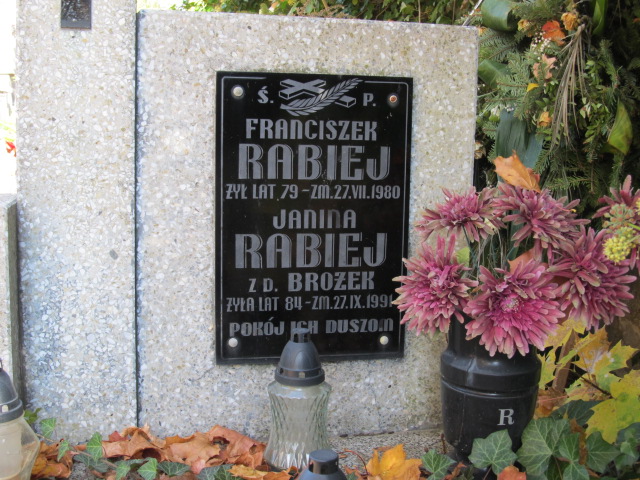 Ś. P.
FRANCISZEK
RABIEJ
ŻYŁ LAT 79 - ZM. 27.VII.1980
JANINA
RABIEJ
Z D. BROŻEK
ŻYŁA LAT 84 - ZM. 27.IX.1991
POKÓJ ICH DUSZOM
R